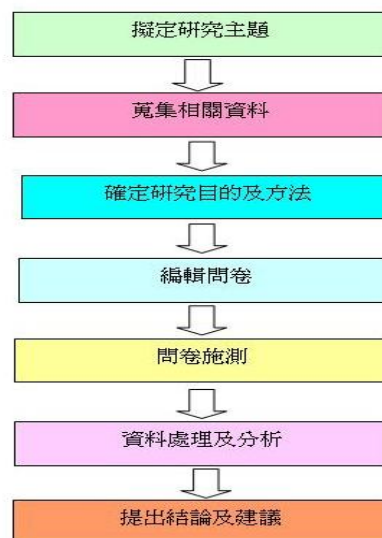 擬定研究主題
蒐集相關資料
確定研究目的及方法
編輯問卷
問卷施測
資料處理及分析
提出結論及建議